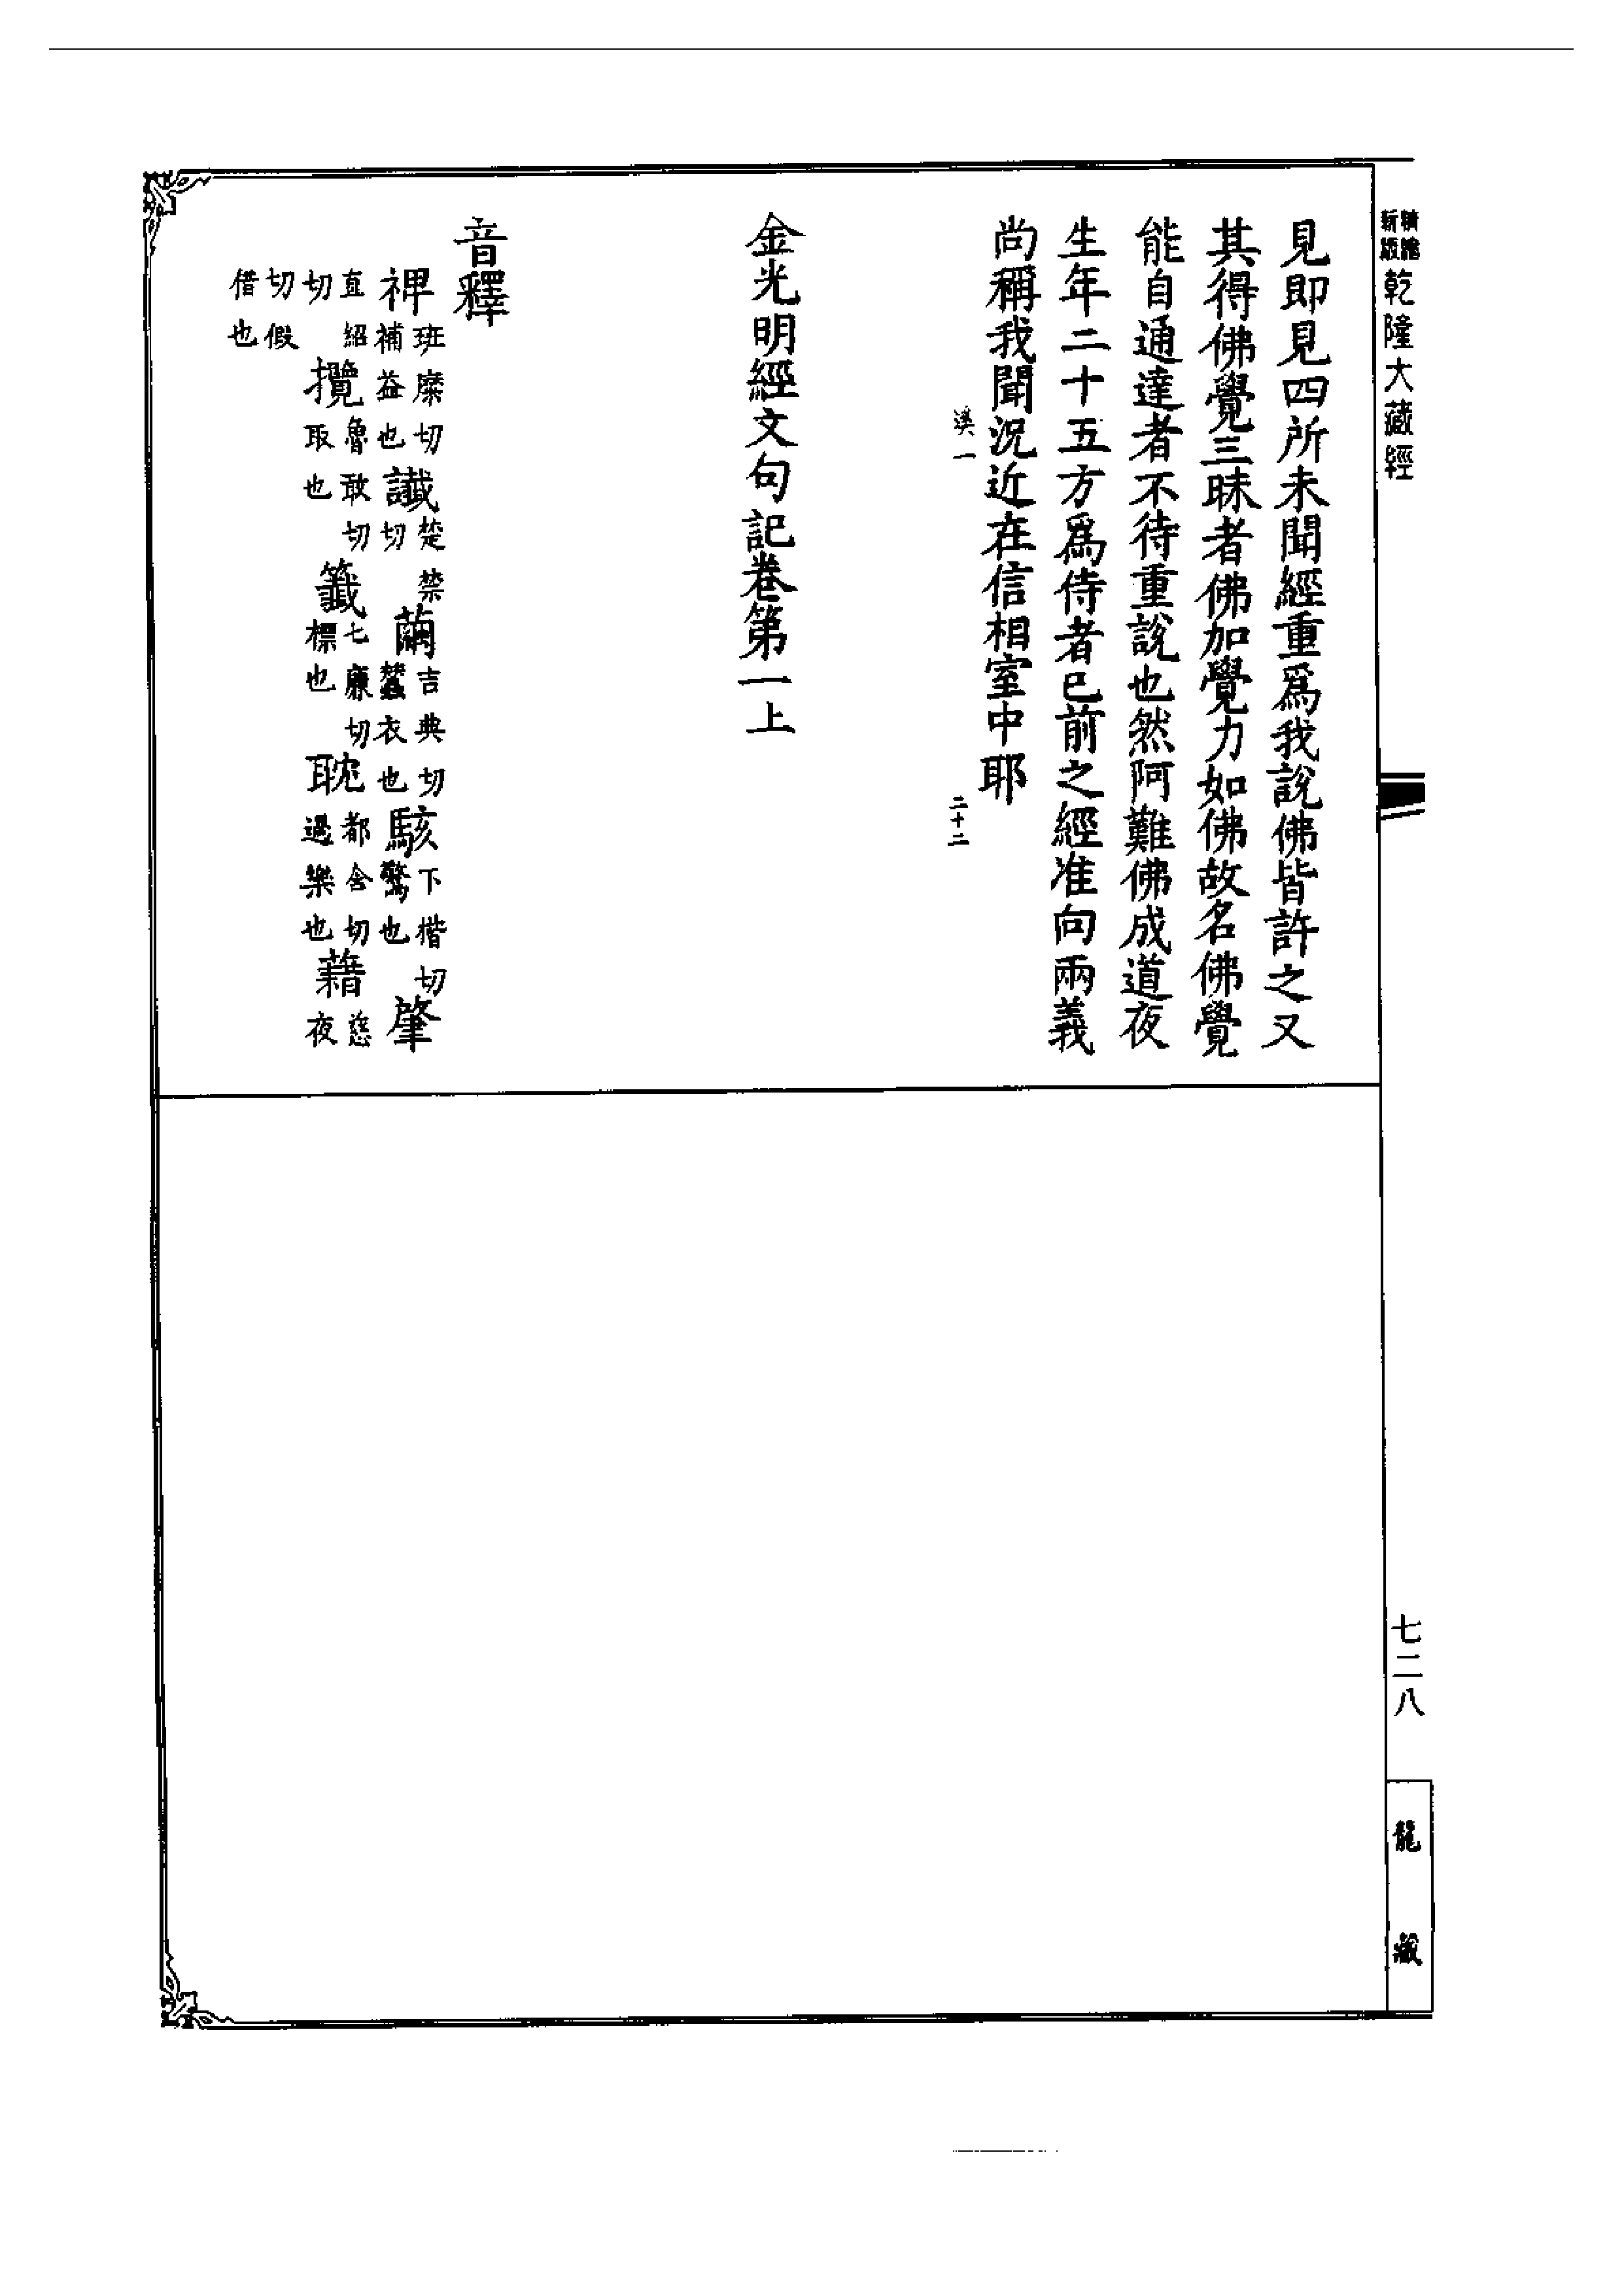 精縮新版乾隆大藏經
見即見四所未聞經重爲我說佛皆許之又
其得佛覺三昧者佛加覺力如佛故名佛覺
能自通達者不待重說也然阿難佛成道夜
生年二十五方爲侍者已前之經准向兩義
尚稱我聞況近在信相室中耶
二十二
金光明經文句記卷第一上
音釋
裨班糜切補益也讖楚禁切繭吉典切蠶衣也駭下楷切驚也肇
直紹切攬魯敢切取也籤七廉切標也耽都含切過樂也藉慈夜
切假借也
七二八
龍藏